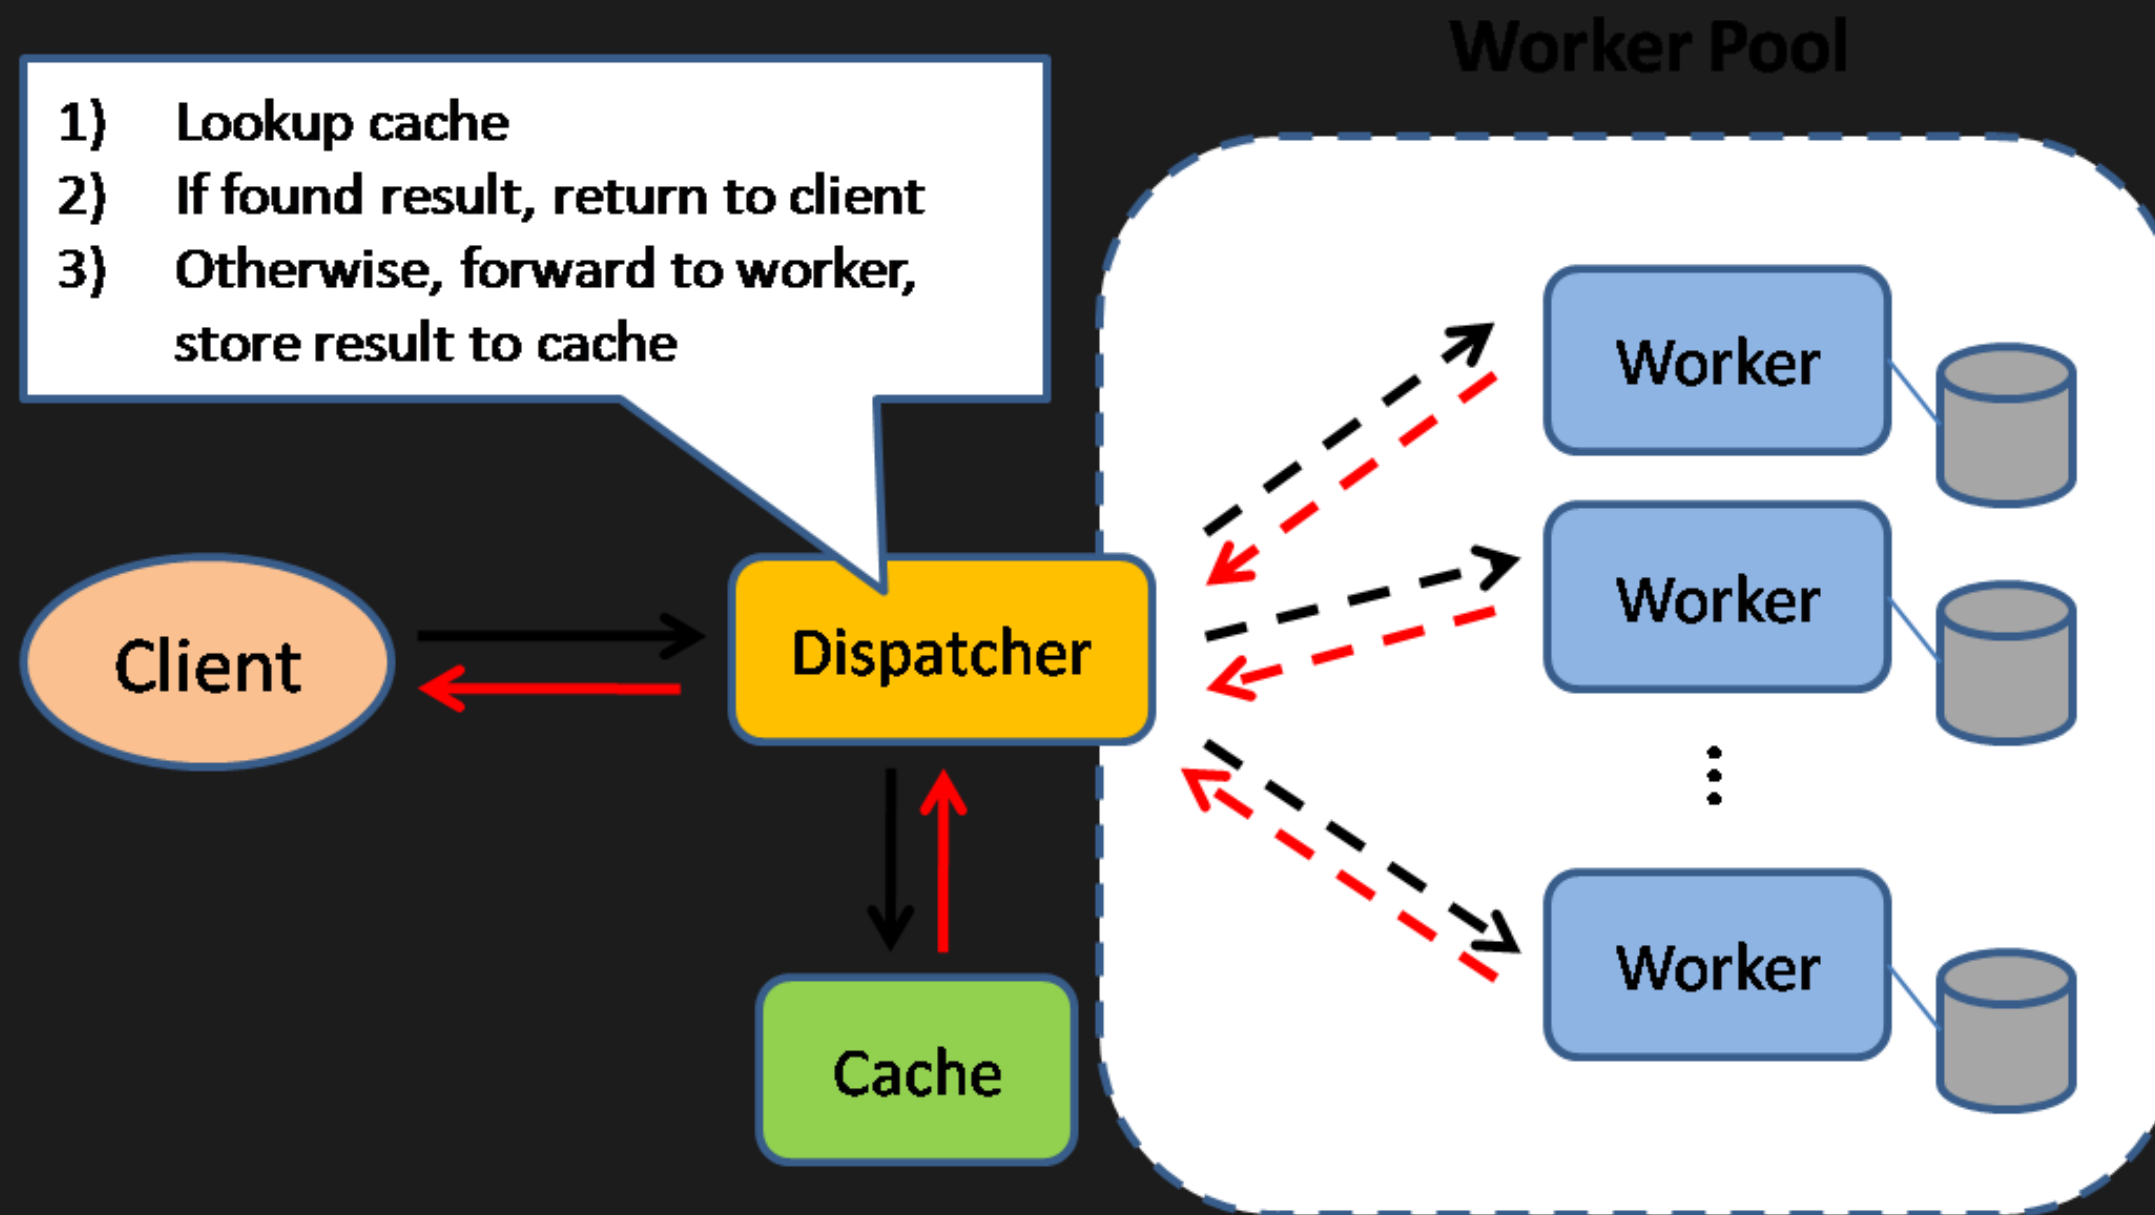 Worker Pool
1) Lookup cache
2) If found result, return to client
3) Otherwise, forward to worker,
store result to cache
Worker
Worker
Client
Dispatcher
Worker
Cache